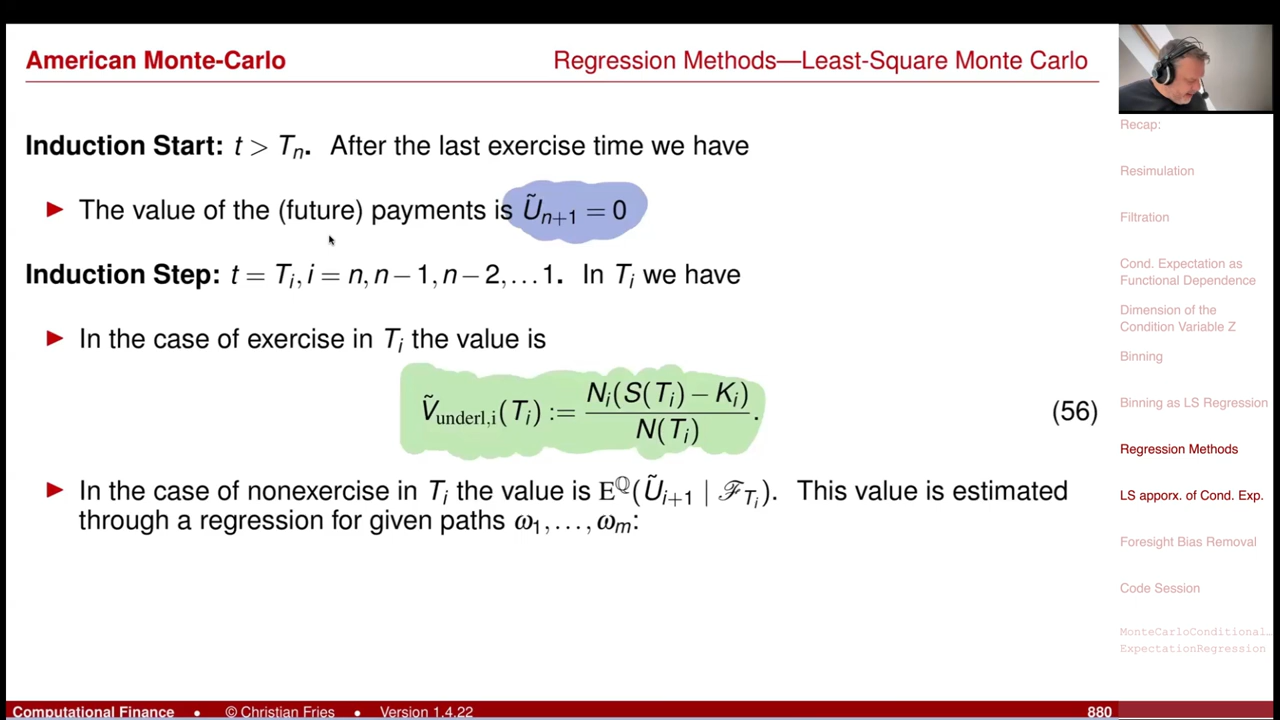 American Monte-Carlo
Regression Methods—Least-Square Monte Carlo
Induction Start: t > Tₙ. After the last exercise time we have
► The value of the (future) payments is Ũₙ₊₁ = 0
Induction Step: t = Tᵢ, i = n, n − 1, n − 2, ... 1. In Tᵢ we have
► In the case of exercise in Tᵢ the value is
Ṽ_underl,i(Tᵢ) := Nᵢ(S(Tᵢ) − Kᵢ) / N(Tᵢ). (56)
► In the case of nonexercise in Tᵢ the value is E^ℚ(Ũᵢ₊₁ | ℱ_Tᵢ). This value is estimated
through a regression for given paths ω₁, ..., ωₘ:
Recap:
Resimulation
Filtration
Cond. Expectation as
Functional Dependence
Dimension of the
Condition Variable Z
Binning
Binning as LS Regression
Regression Methods
LS apporx. of Cond. Exp.
Foresight Bias Removal
Code Session
MonteCarloConditional…
ExpectationRegression
Computational Finance • © Christian Fries • Version 1.4.22
880